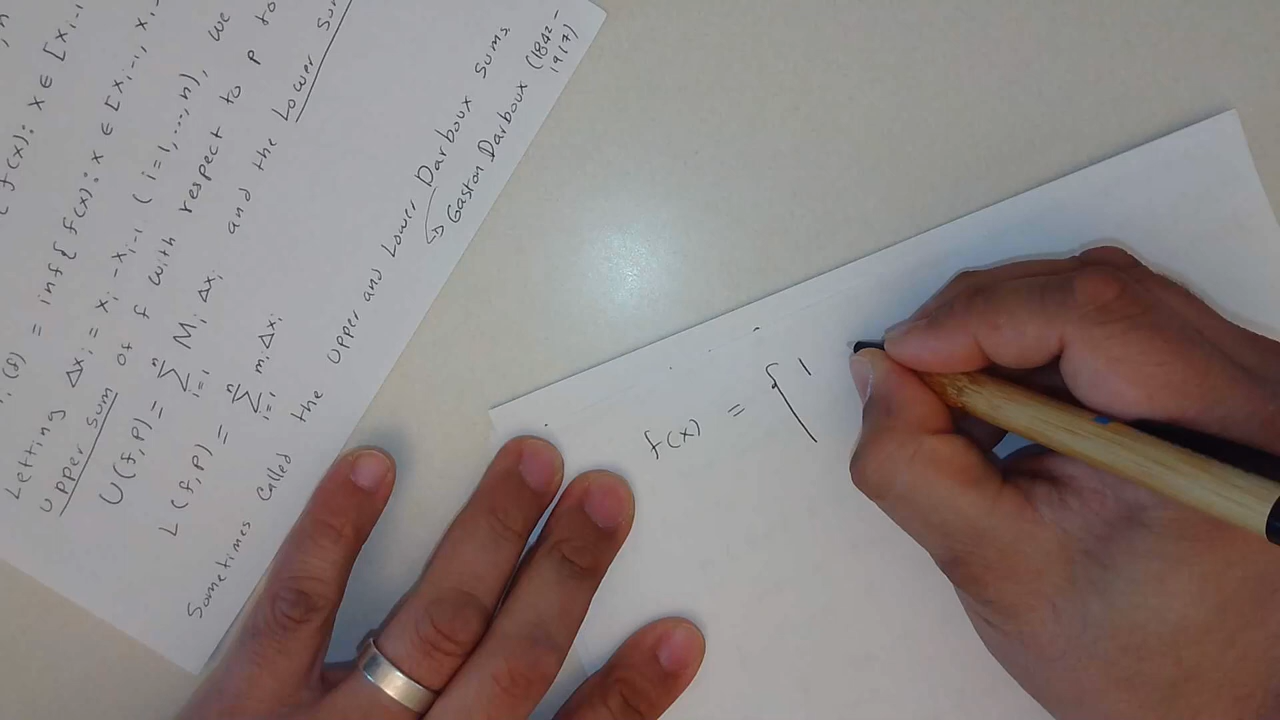 f(x): x ∈ [x_{i-1}
(f) = inf{ f(x): x ∈ [x_{i-1}, x_i
Letting Δx_i = x_i - x_{i-1} (i=1,...,n), we
upper sum of f with respect to P to
U(f,P) = ∑_{i=1}^{n} M_i Δx_i and the Lower Sum
L(f,P) = ∑_{i=1}^{n} m_i Δx_i
Sometimes called the Upper and Lower Darboux Sums.
↳ Gaston Darboux (1842-
1917)
f(x) = { 1